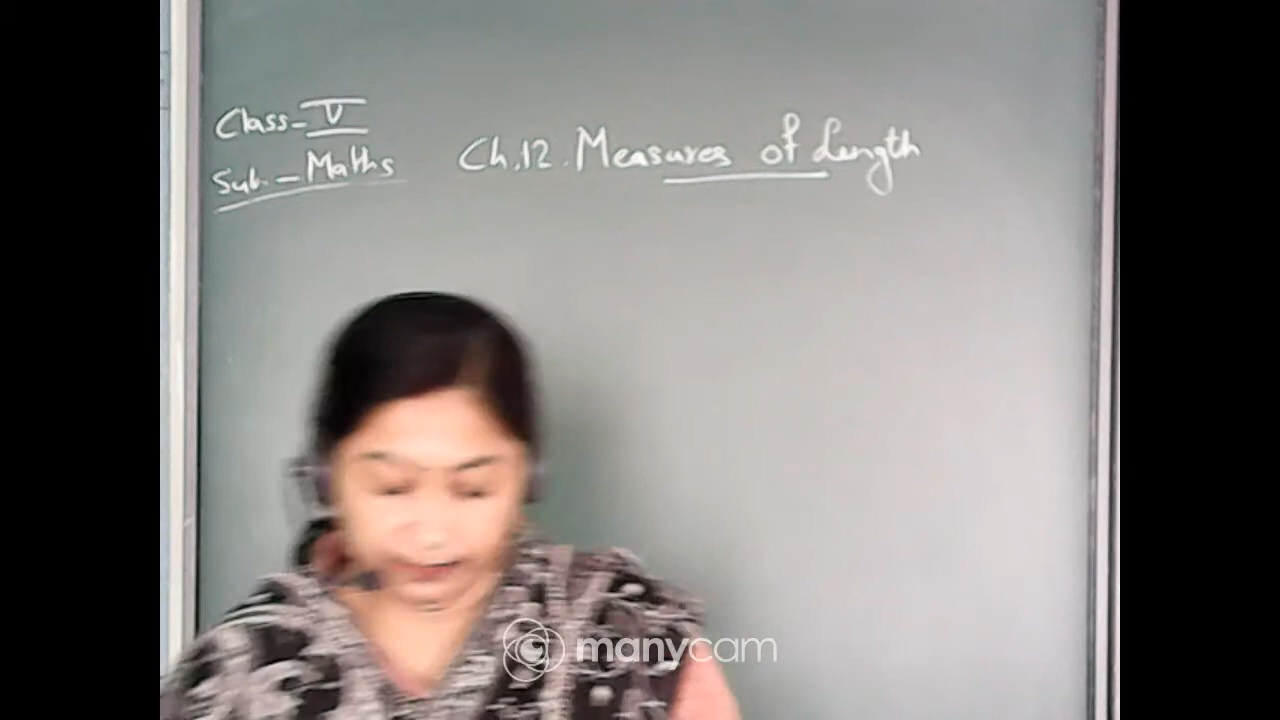 Class - V
Sub. - Maths
Ch. 12. Measures of Length
manycam